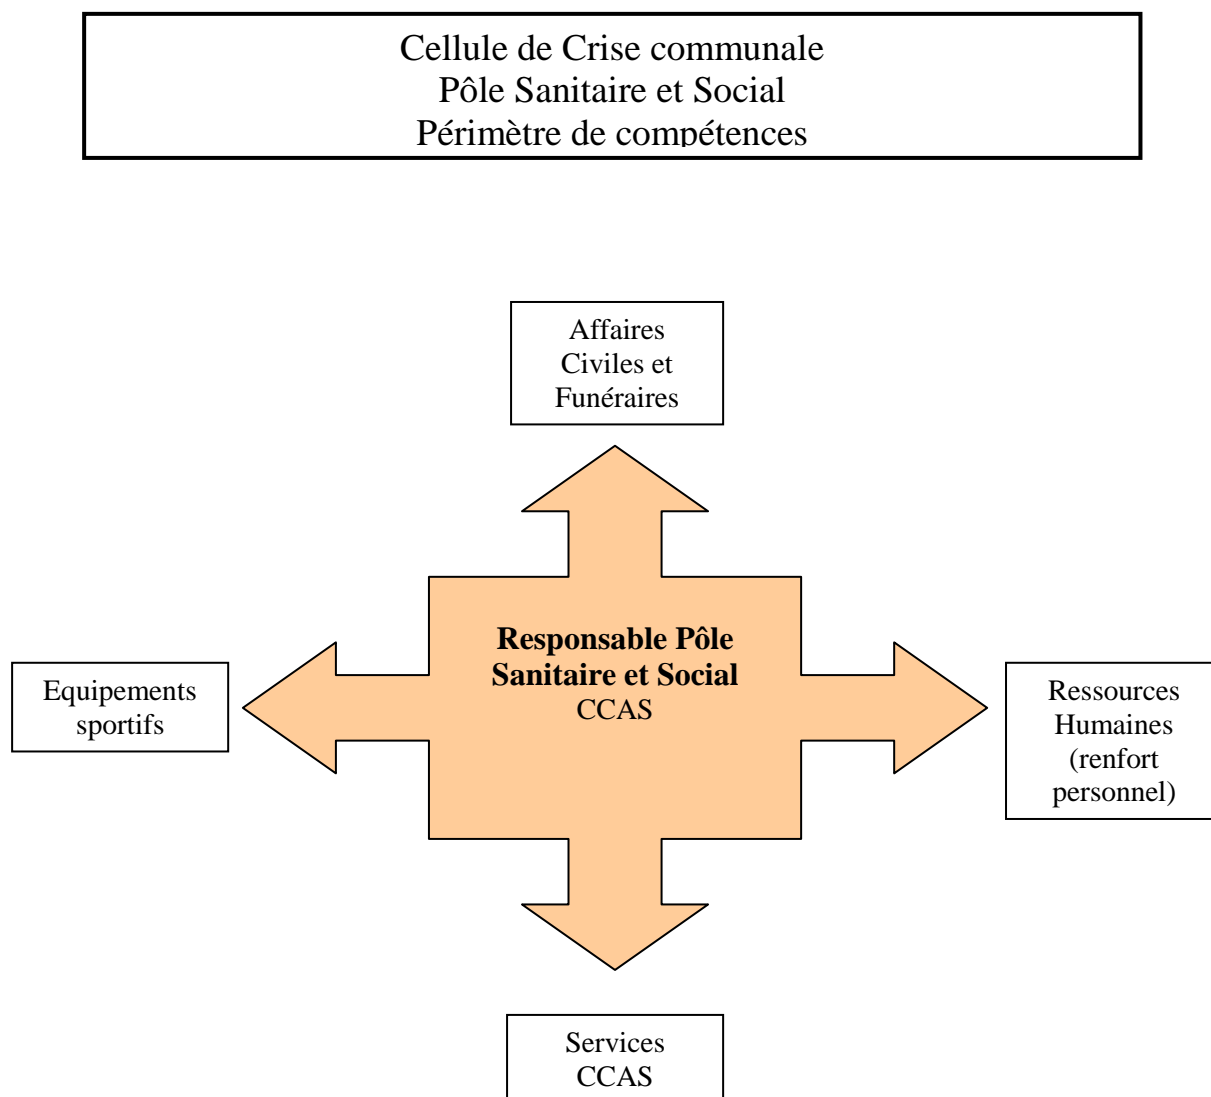 Cellule de Crise communale
Pôle Sanitaire et Social
Périmètre de compétences
Affaires
Civiles et
Funéraires
Responsable Pôle
Sanitaire et Social
CCAS
Equipements
sportifs
Ressources
Humaines
(renfort
personnel)
Services
CCAS